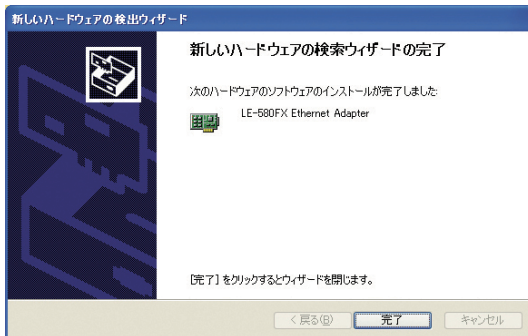 新しいハードウェアの検出ウィザード
新しいハードウェアの検索ウィザードの完了
次のハードウェアのソフトウェアのインストールが完了しました:
LE-580FX Ethernet Adapter
[完了] をクリックするとウィザードを閉じます。
< 戻る(B)
完了
キャンセル